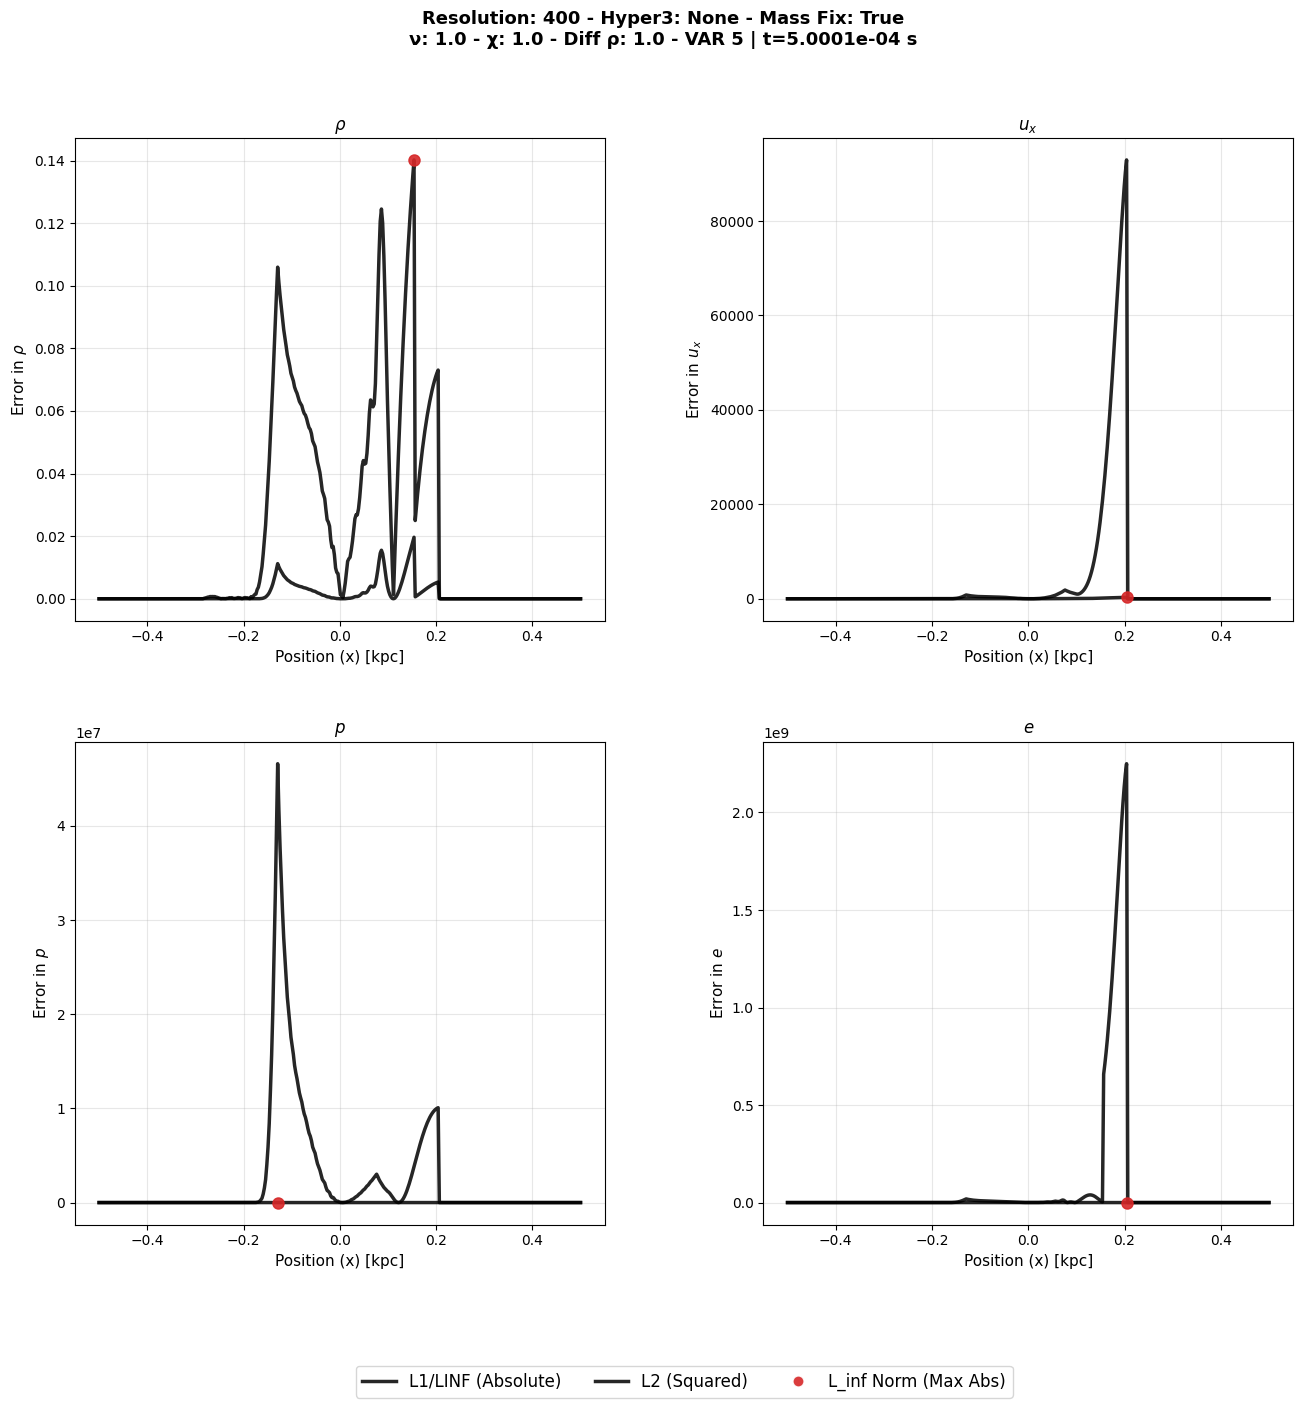 Resolution: 400 - Hyper3: None - Mass Fix: True
ν: 1.0 - χ: 1.0 - Diff ρ: 1.0 - VAR 5 | t=5.0001e-04 s
ρ
0.14
0.12
0.10
0.08
0.06
0.04
0.02
0.00
Error in ρ
−0.4 −0.2 0.0 0.2 0.4
Position (x) [kpc]
u_x
80000
60000
40000
20000
0
Error in u_x
−0.4 −0.2 0.0 0.2 0.4
Position (x) [kpc]
p
1e7
4
3
2
1
0
Error in p
−0.4 −0.2 0.0 0.2 0.4
Position (x) [kpc]
e
1e9
2.0
1.5
1.0
0.5
0.0
Error in e
−0.4 −0.2 0.0 0.2 0.4
Position (x) [kpc]
L1/LINF (Absolute) L2 (Squared) L_inf Norm (Max Abs)